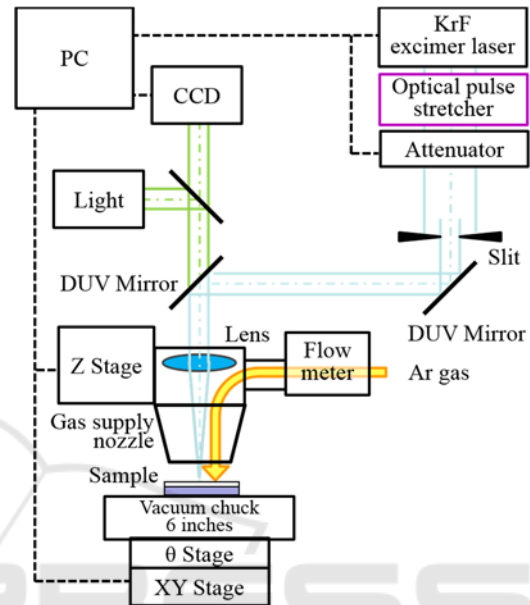 PC
KrF
excimer laser
CCD
Optical pulse
stretcher
Attenuator
Light
Slit
DUV Mirror
DUV Mirror
Lens
Z Stage
Flow
meter
Ar gas
Gas supply
nozzle
Sample
Vacuum chuck
6 inches
θ Stage
XY Stage